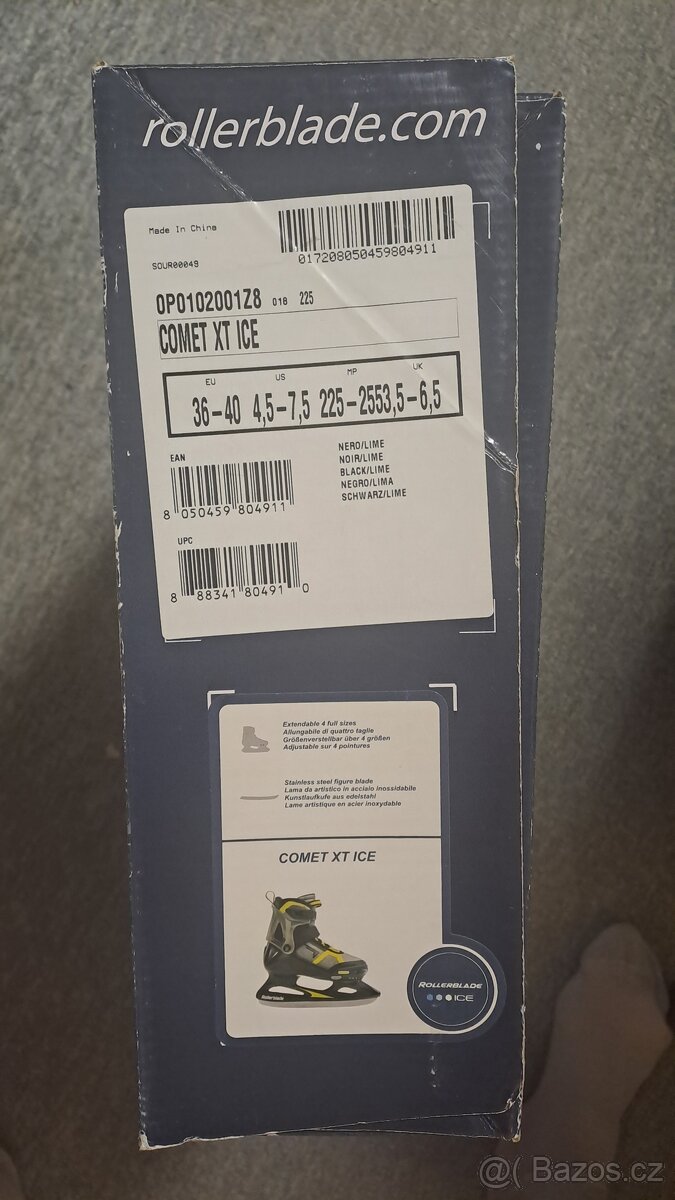 rollerblade.com
Made In China
SOUR0004S
017208050459804911
0P0102001Z8 01B 225
COMET XT ICE
EU US MP UK
36-40 4,5-7,5 225-2553,5-6,5
EAN
8 050459 804911
NERO/LIME
NOIR/LIME
BLACK/LIME
NEGRO/LIMA
SCHWARZ/LIME
UPC
8 88341 80491 0
Extendable 4 full sizes
Allungabile di quattro taglie
Größenverstellbar über 4 größen
Adjustable sur 4 pointures
Stainless steel figure blade
Lama da artistico in acciaio inossidabile
Kunstlaufkufe aus edelstahl
Lame artistique en acier inoxydable
COMET XT ICE
Rollerblade
ROLLERBLADE
ICE
@( Bazos.cz